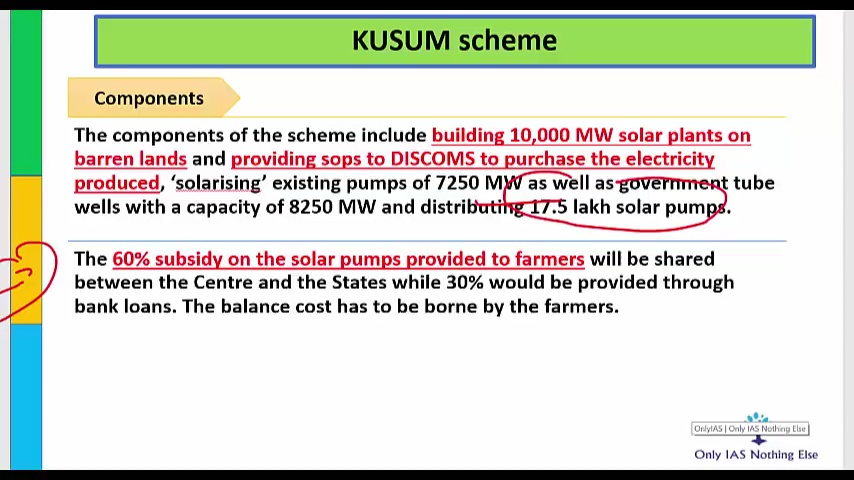 KUSUM scheme
Components
The components of the scheme include building 10,000 MW solar plants on
barren lands and providing sops to DISCOMS to purchase the electricity
produced, ‘solarising’ existing pumps of 7250 MW as well as government tube
wells with a capacity of 8250 MW and distributing 17.5 lakh solar pumps.
The 60% subsidy on the solar pumps provided to farmers will be shared
between the Centre and the States while 30% would be provided through
bank loans. The balance cost has to be borne by the farmers.
OnlyIAS | Only IAS Nothing Else
Only IAS Nothing Else